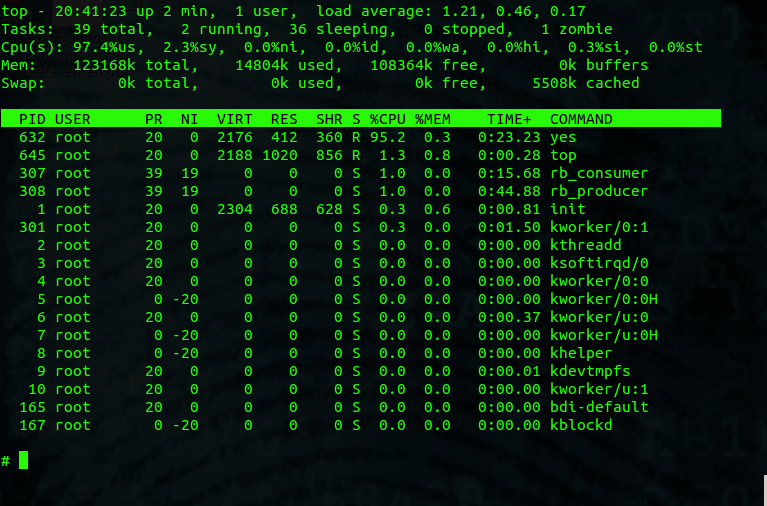 top - 20:41:23 up 2 min,  1 user,  load average: 1.21, 0.46, 0.17
Tasks:  39 total,   2 running,  36 sleeping,   0 stopped,   1 zombie
Cpu(s): 97.4%us,  2.3%sy,  0.0%ni,  0.0%id,  0.0%wa,  0.0%hi,  0.3%si,  0.0%st
Mem:    123168k total,    14804k used,   108364k free,        0k buffers
Swap:        0k total,        0k used,        0k free,     5508k cached
  PID USER      PR  NI  VIRT  RES  SHR S %CPU %MEM    TIME+  COMMAND
  632 root      20   0  2176  412  360 R 95.2  0.3   0:23.23 yes
  645 root      20   0  2188 1020  856 R  1.3  0.8   0:00.28 top
  307 root      39  19     0    0    0 S  1.0  0.0   0:15.68 rb_consumer
  308 root      39  19     0    0    0 S  1.0  0.0   0:44.88 rb_producer
    1 root      20   0  2304  688  628 S  0.3  0.6   0:00.81 init
  301 root      20   0     0    0    0 S  0.3  0.0   0:01.50 kworker/0:1
    2 root      20   0     0    0    0 S  0.0  0.0   0:00.00 kthreadd
    3 root      20   0     0    0    0 S  0.0  0.0   0:00.00 ksoftirqd/0
    4 root      20   0     0    0    0 S  0.0  0.0   0:00.00 kworker/0:0
    5 root       0 -20     0    0    0 S  0.0  0.0   0:00.00 kworker/0:0H
    6 root      20   0     0    0    0 S  0.0  0.0   0:00.37 kworker/u:0
    7 root       0 -20     0    0    0 S  0.0  0.0   0:00.00 kworker/u:0H
    8 root       0 -20     0    0    0 S  0.0  0.0   0:00.00 khelper
    9 root      20   0     0    0    0 S  0.0  0.0   0:00.01 kdevtmpfs
   10 root      20   0     0    0    0 S  0.0  0.0   0:00.00 kworker/u:1
  165 root      20   0     0    0    0 S  0.0  0.0   0:00.00 bdi-default
  167 root       0 -20     0    0    0 S  0.0  0.0   0:00.00 kblockd
#